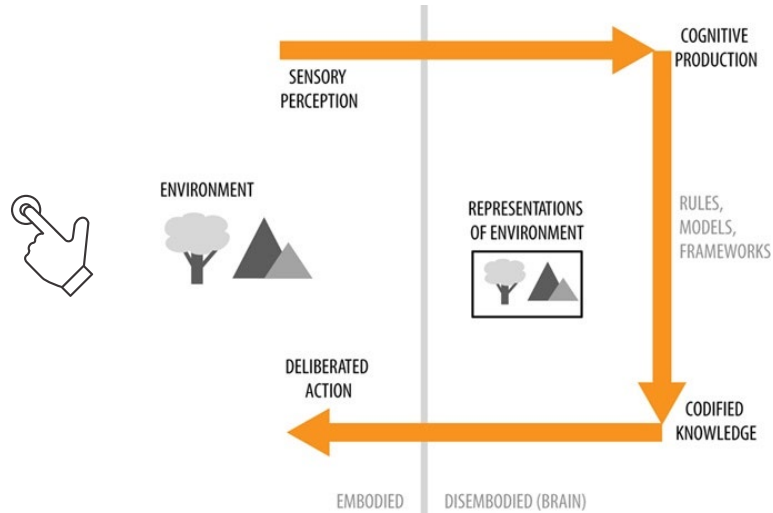 COGNITIVE
PRODUCTION
SENSORY
PERCEPTION
ENVIRONMENT
REPRESENTATIONS
OF ENVIRONMENT
RULES,
MODELS,
FRAMEWORKS
DELIBERATED
ACTION
CODIFIED
KNOWLEDGE
EMBODIED
DISEMBODIED (BRAIN)